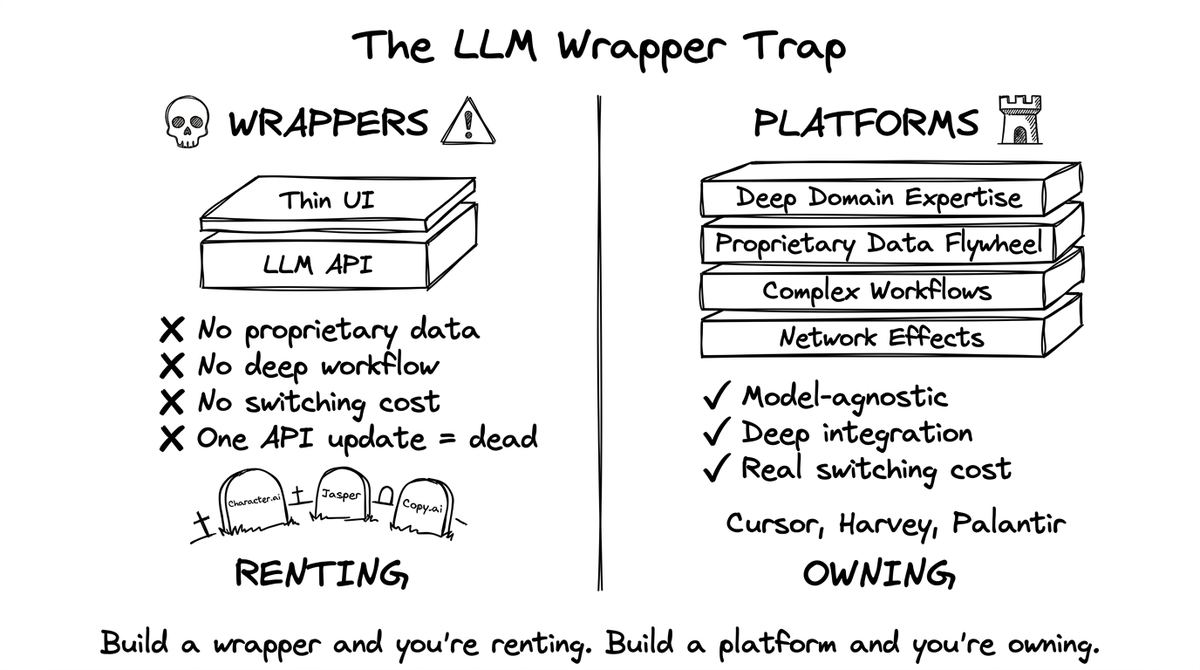 The LLM Wrapper Trap
WRAPPERS
Thin UI
LLM API
✗ No proprietary data
✗ No deep workflow
✗ No switching cost
✗ One API update = dead
Character.ai
Jasper
Copy.ai
RENTING
PLATFORMS
Deep Domain Expertise
Proprietary Data Flywheel
Complex Workflows
Network Effects
✓ Model-agnostic
✓ Deep integration
✓ Real switching cost
Cursor, Harvey, Palantir
OWNING
Build a wrapper and you're renting. Build a platform and you're owning.